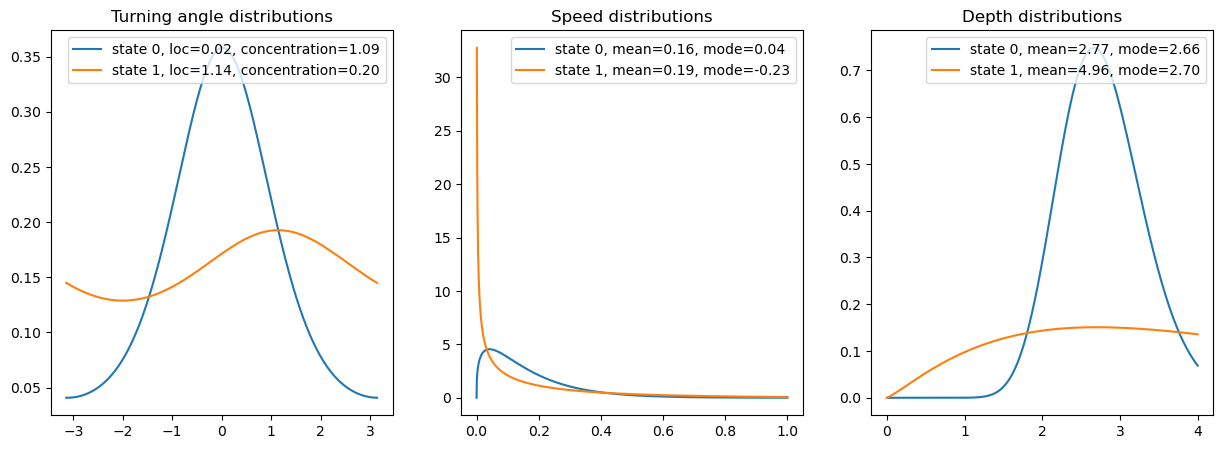 Turning angle distributions
state 0, loc=0.02, concentration=1.09
state 1, loc=1.14, concentration=0.20
0.35
0.30
0.25
0.20
0.15
0.10
0.05
−3 −2 −1 0 1 2 3
Speed distributions
state 0, mean=0.16, mode=0.04
state 1, mean=0.19, mode=-0.23
30
25
20
15
10
5
0
0.0 0.2 0.4 0.6 0.8 1.0
Depth distributions
state 0, mean=2.77, mode=2.66
state 1, mean=4.96, mode=2.70
0.7
0.6
0.5
0.4
0.3
0.2
0.1
0.0
0 1 2 3 4